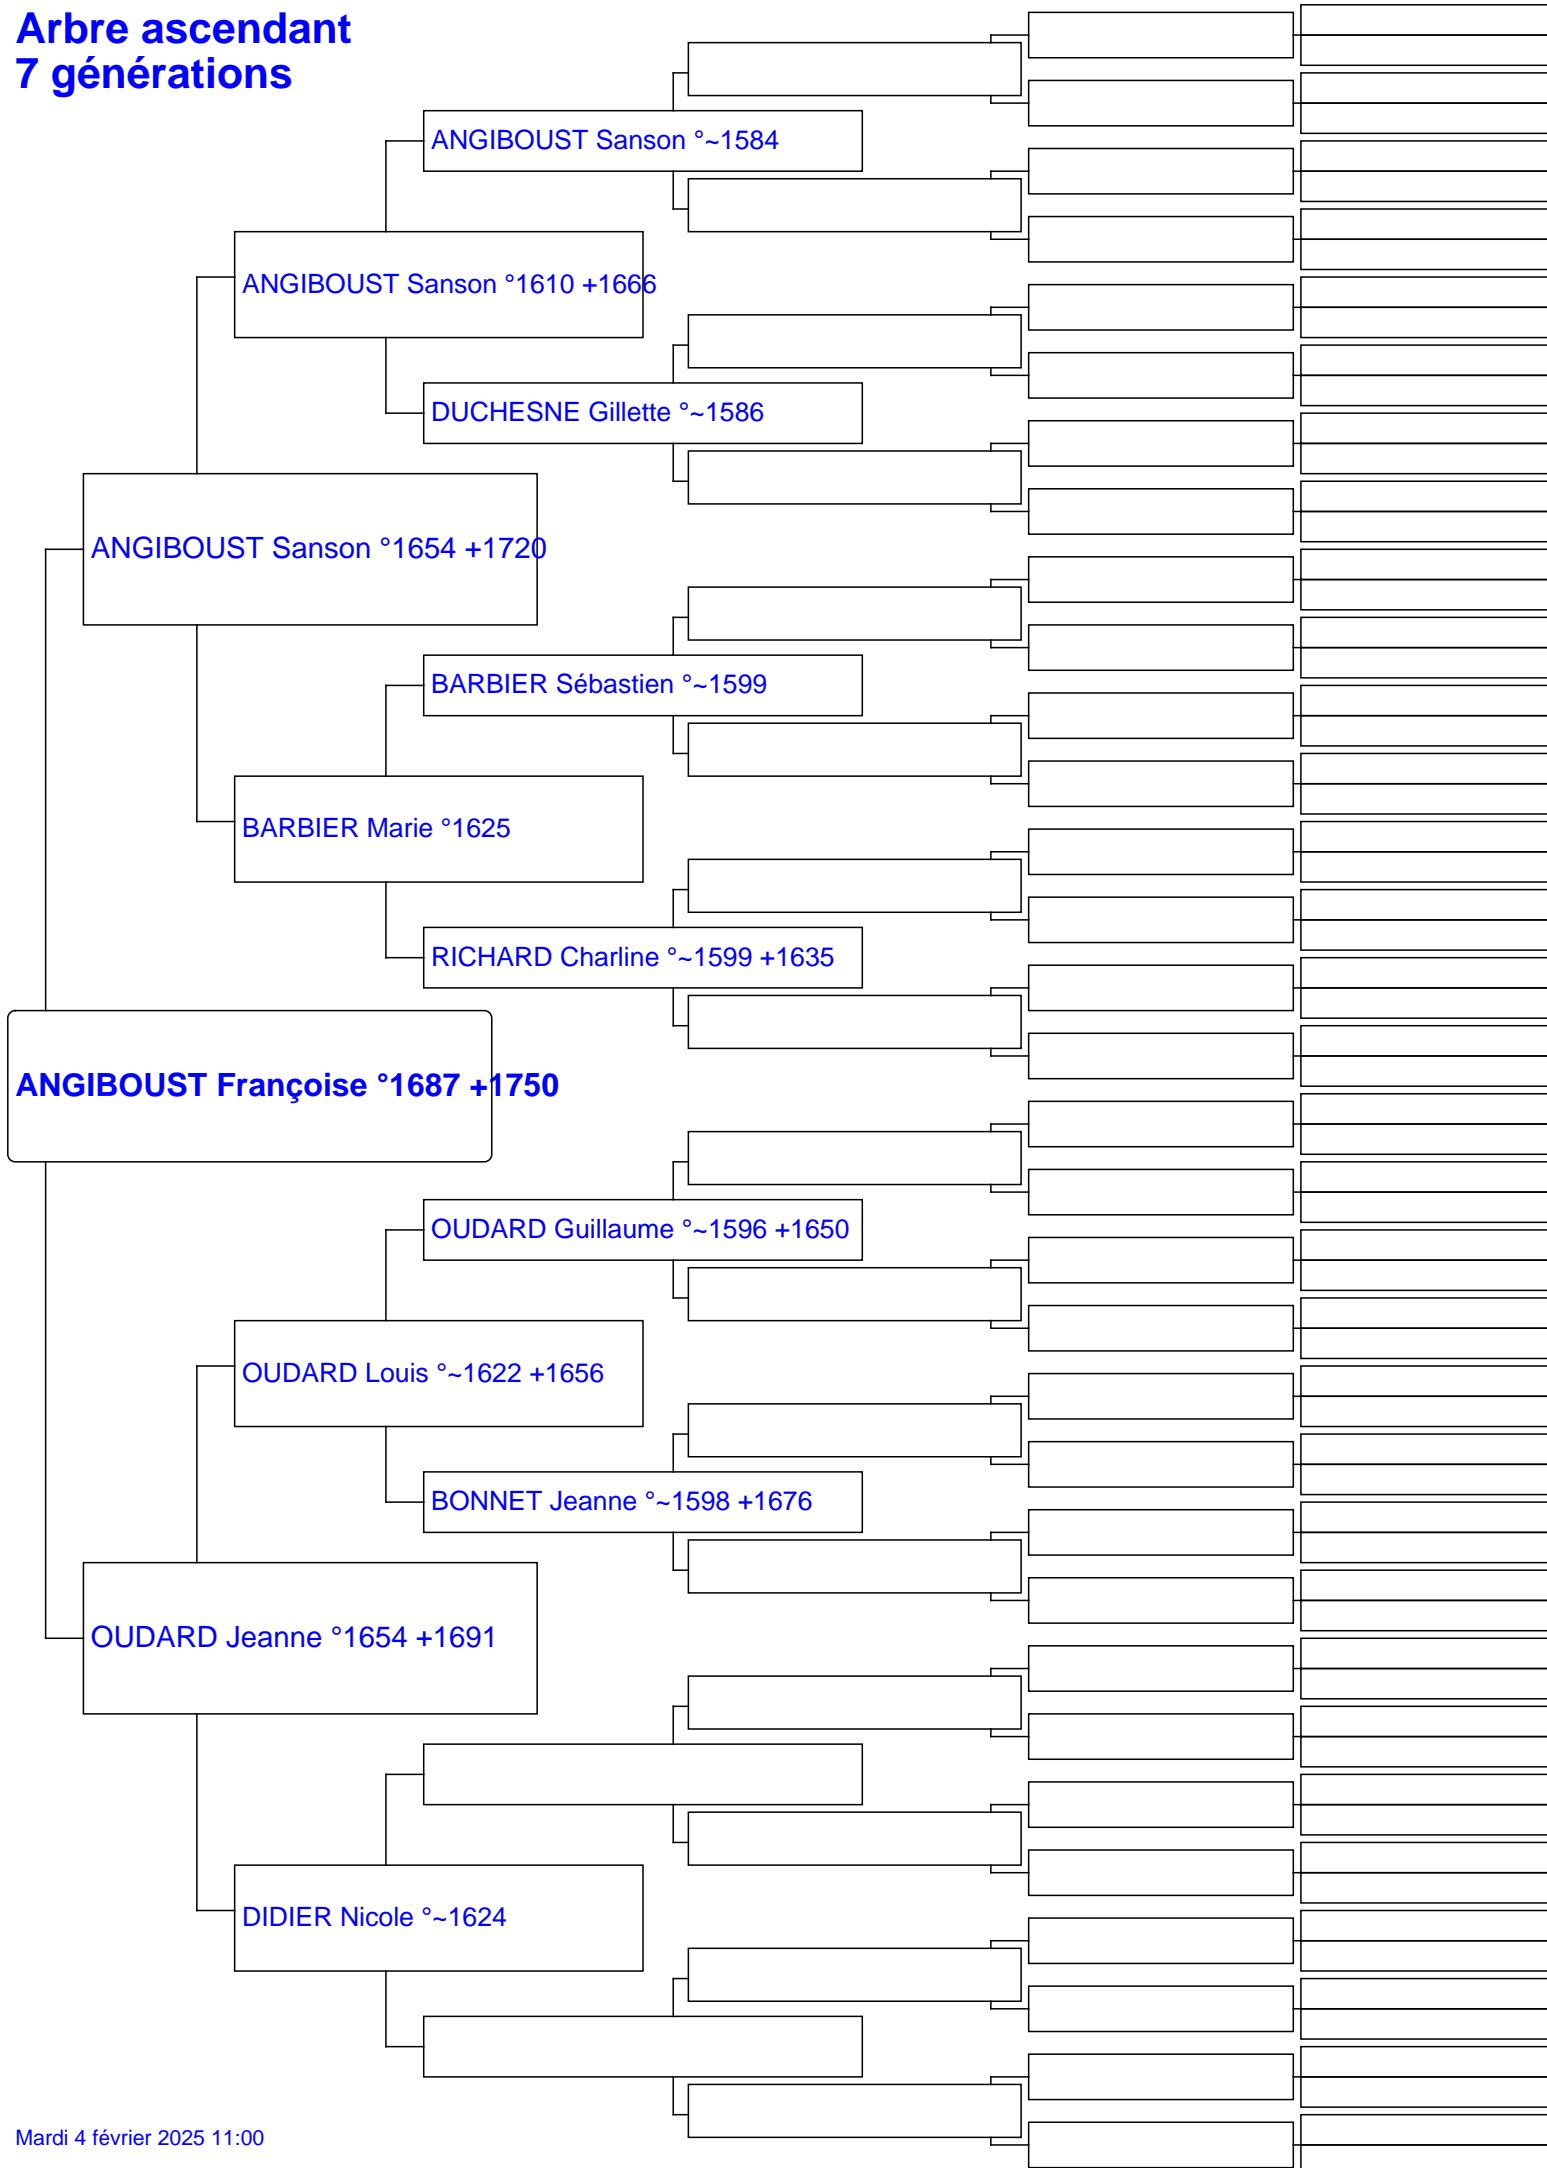 Arbre ascendant
7 générations
ANGIBOUST Sanson °~1584
ANGIBOUST Sanson °1610 +1666
DUCHESNE Gillette °~1586
ANGIBOUST Sanson °1654 +1720
BARBIER Sébastien °~1599
BARBIER Marie °1625
RICHARD Charline °~1599 +1635
ANGIBOUST Françoise °1687 +1750
OUDARD Guillaume °~1596 +1650
OUDARD Louis °~1622 +1656
BONNET Jeanne °~1598 +1676
OUDARD Jeanne °1654 +1691
DIDIER Nicole °~1624
Mardi 4 février 2025 11:00